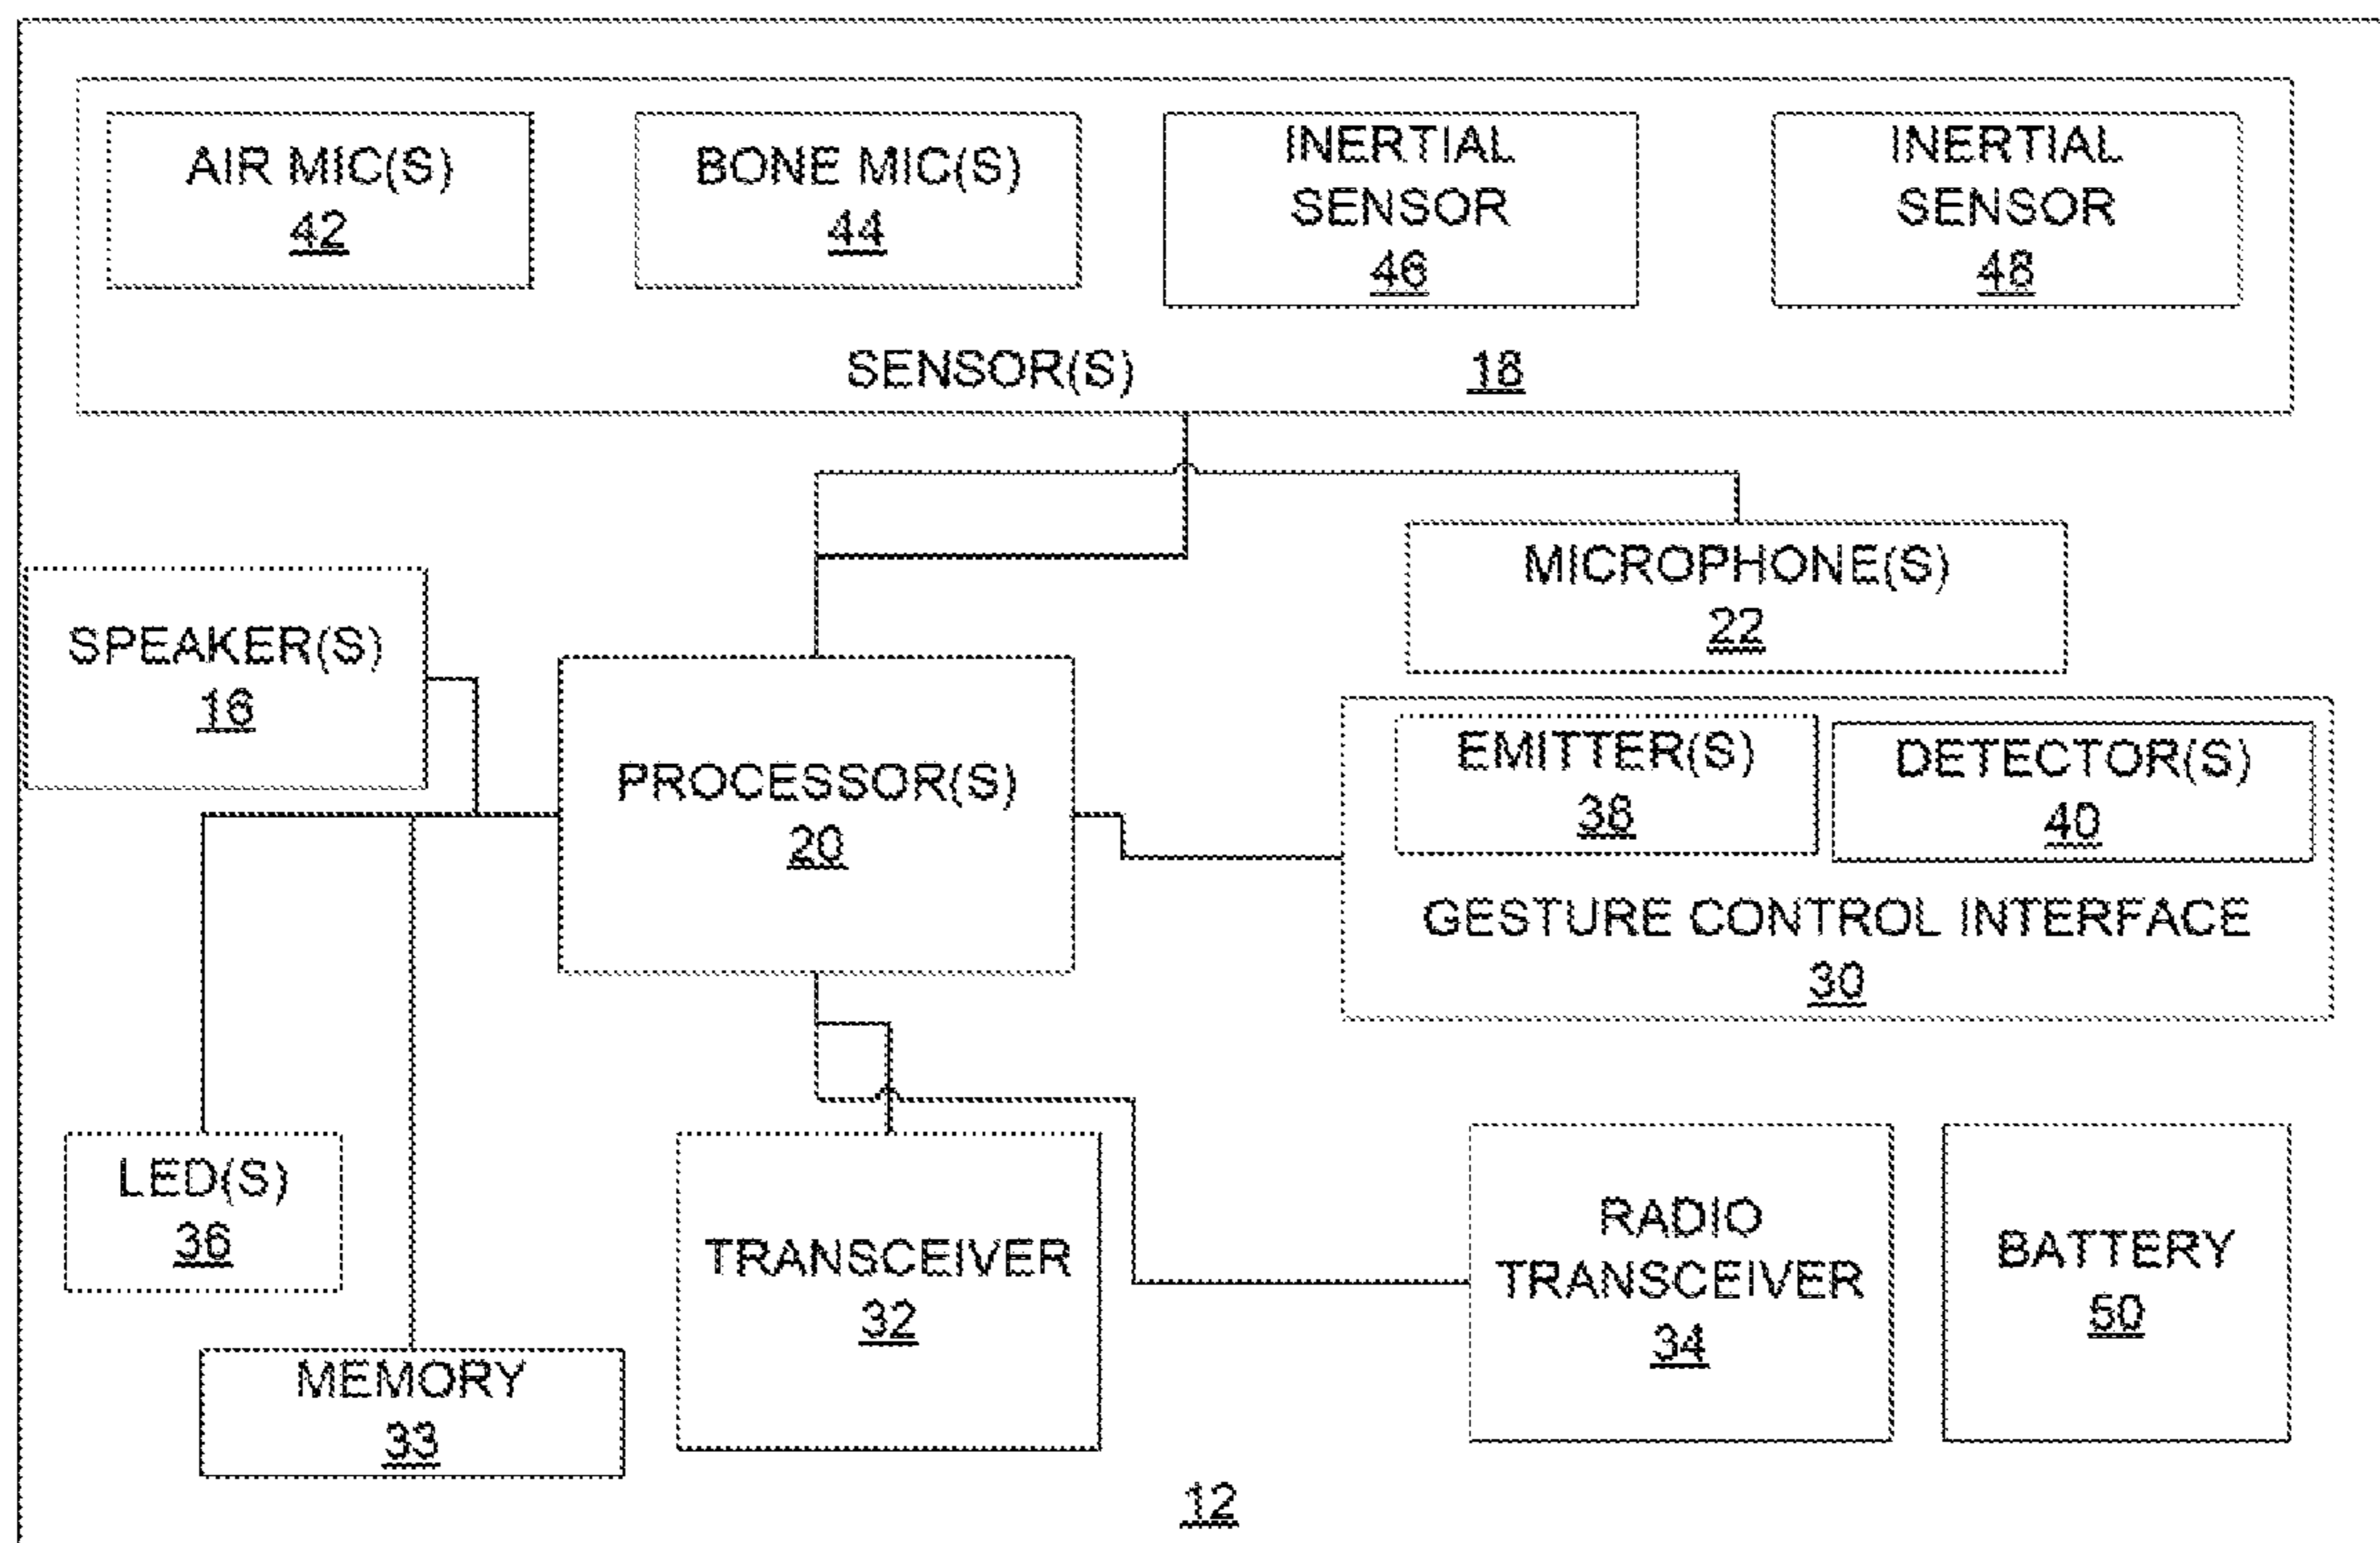 AIR MIC(S)
42
BONE MIC(S)
44
INERTIAL
SENSOR
46
INERTIAL
SENSOR
48
SENSOR(S) 18
MICROPHONE(S)
22
SPEAKER(S)
16
PROCESSOR(S)
20
EMITTER(S)
38
DETECTOR(S)
40
GESTURE CONTROL INTERFACE
30
LED(S)
36
MEMORY
33
TRANSCEIVER
32
RADIO
TRANSCEIVER
34
BATTERY
50
12